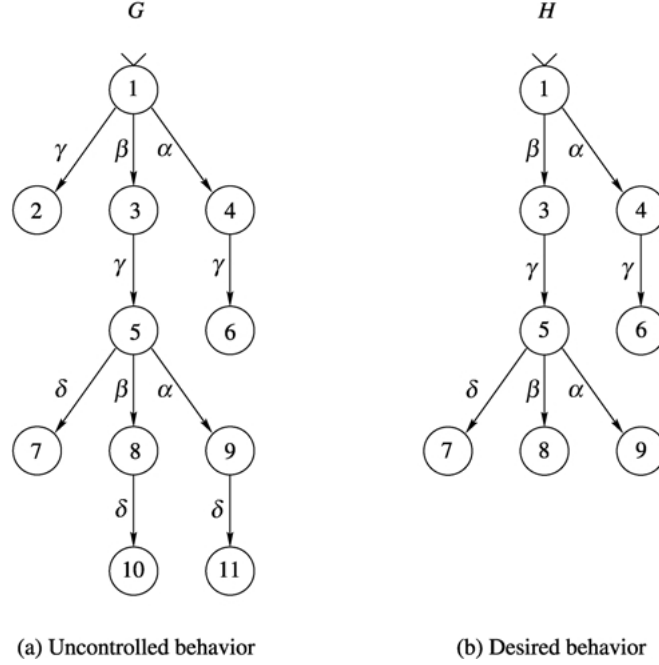 G H
1 1
γ β α β α
2 3 4 3 4
γ γ γ γ
5 6 5 6
δ β α δ β α
7 8 9 7 8 9
δ δ
10 11
(a) Uncontrolled behavior (b) Desired behavior